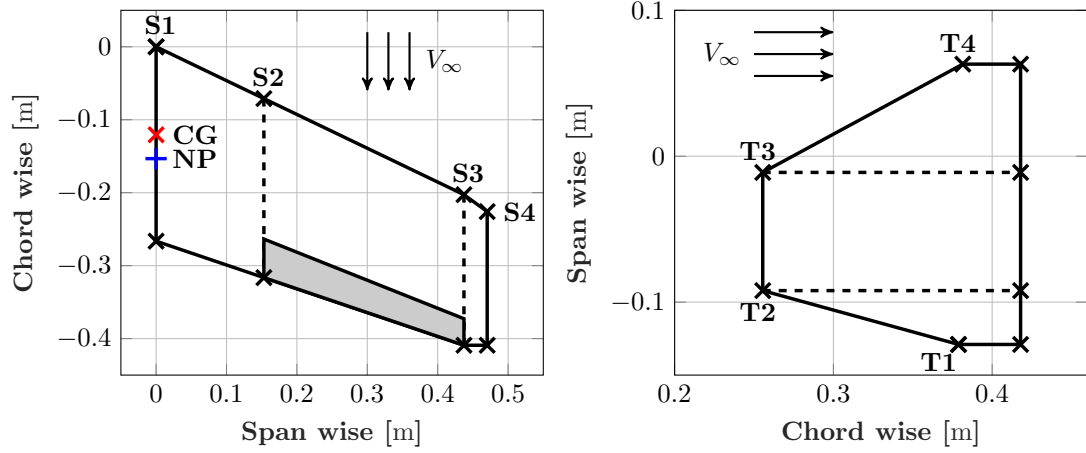 S1
S2
S3
S4
CG
NP
V∞
0
−0.1
−0.2
−0.3
−0.4
0
0.1
0.2
0.3
0.4
0.5
Chord wise [m]
Span wise [m]
T4
T3
T2
T1
V∞
0.1
0
−0.1
0.2
0.3
0.4
Span wise [m]
Chord wise [m]